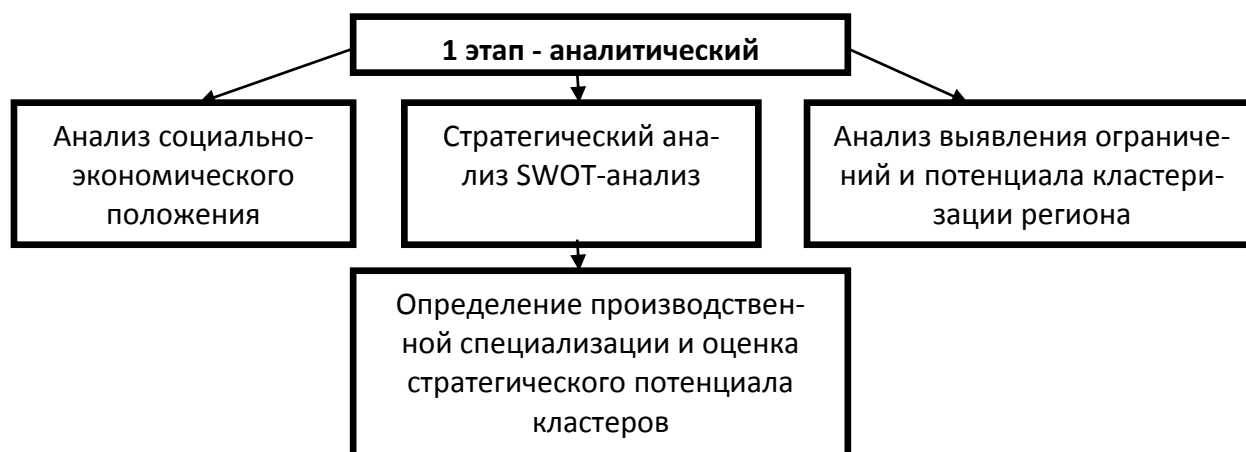 1 этап - аналитический
Анализ социально-
экономического
положения
Стратегический ана-
лиз SWOT-анализ
Анализ выявления ограниче-
ний и потенциала кластери-
зации региона
Определение производствен-
ной специализации и оценка
стратегического потенциала
кластеров